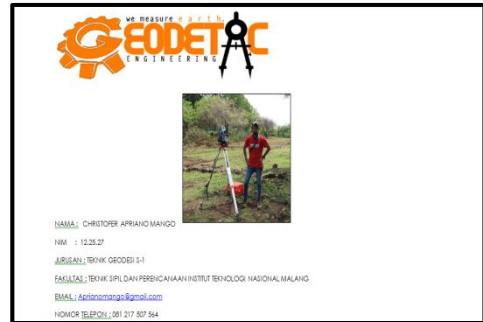 we measure earth.
GEODET C
ENGINEERING
NAMA : CHRISTOFER APRIANO MANGO
NIM : 12.25.27
JURUSAN : TEKNIK GEODESI S-1
FAKULTAS : TEKNIK SIPIL DAN PERENCANAAN INSTITUT TEKNOLOGI NASIONAL MALANG
EMAIL : Aprianomango@gmail.com
NOMOR TELEPON : 081 217 507 564